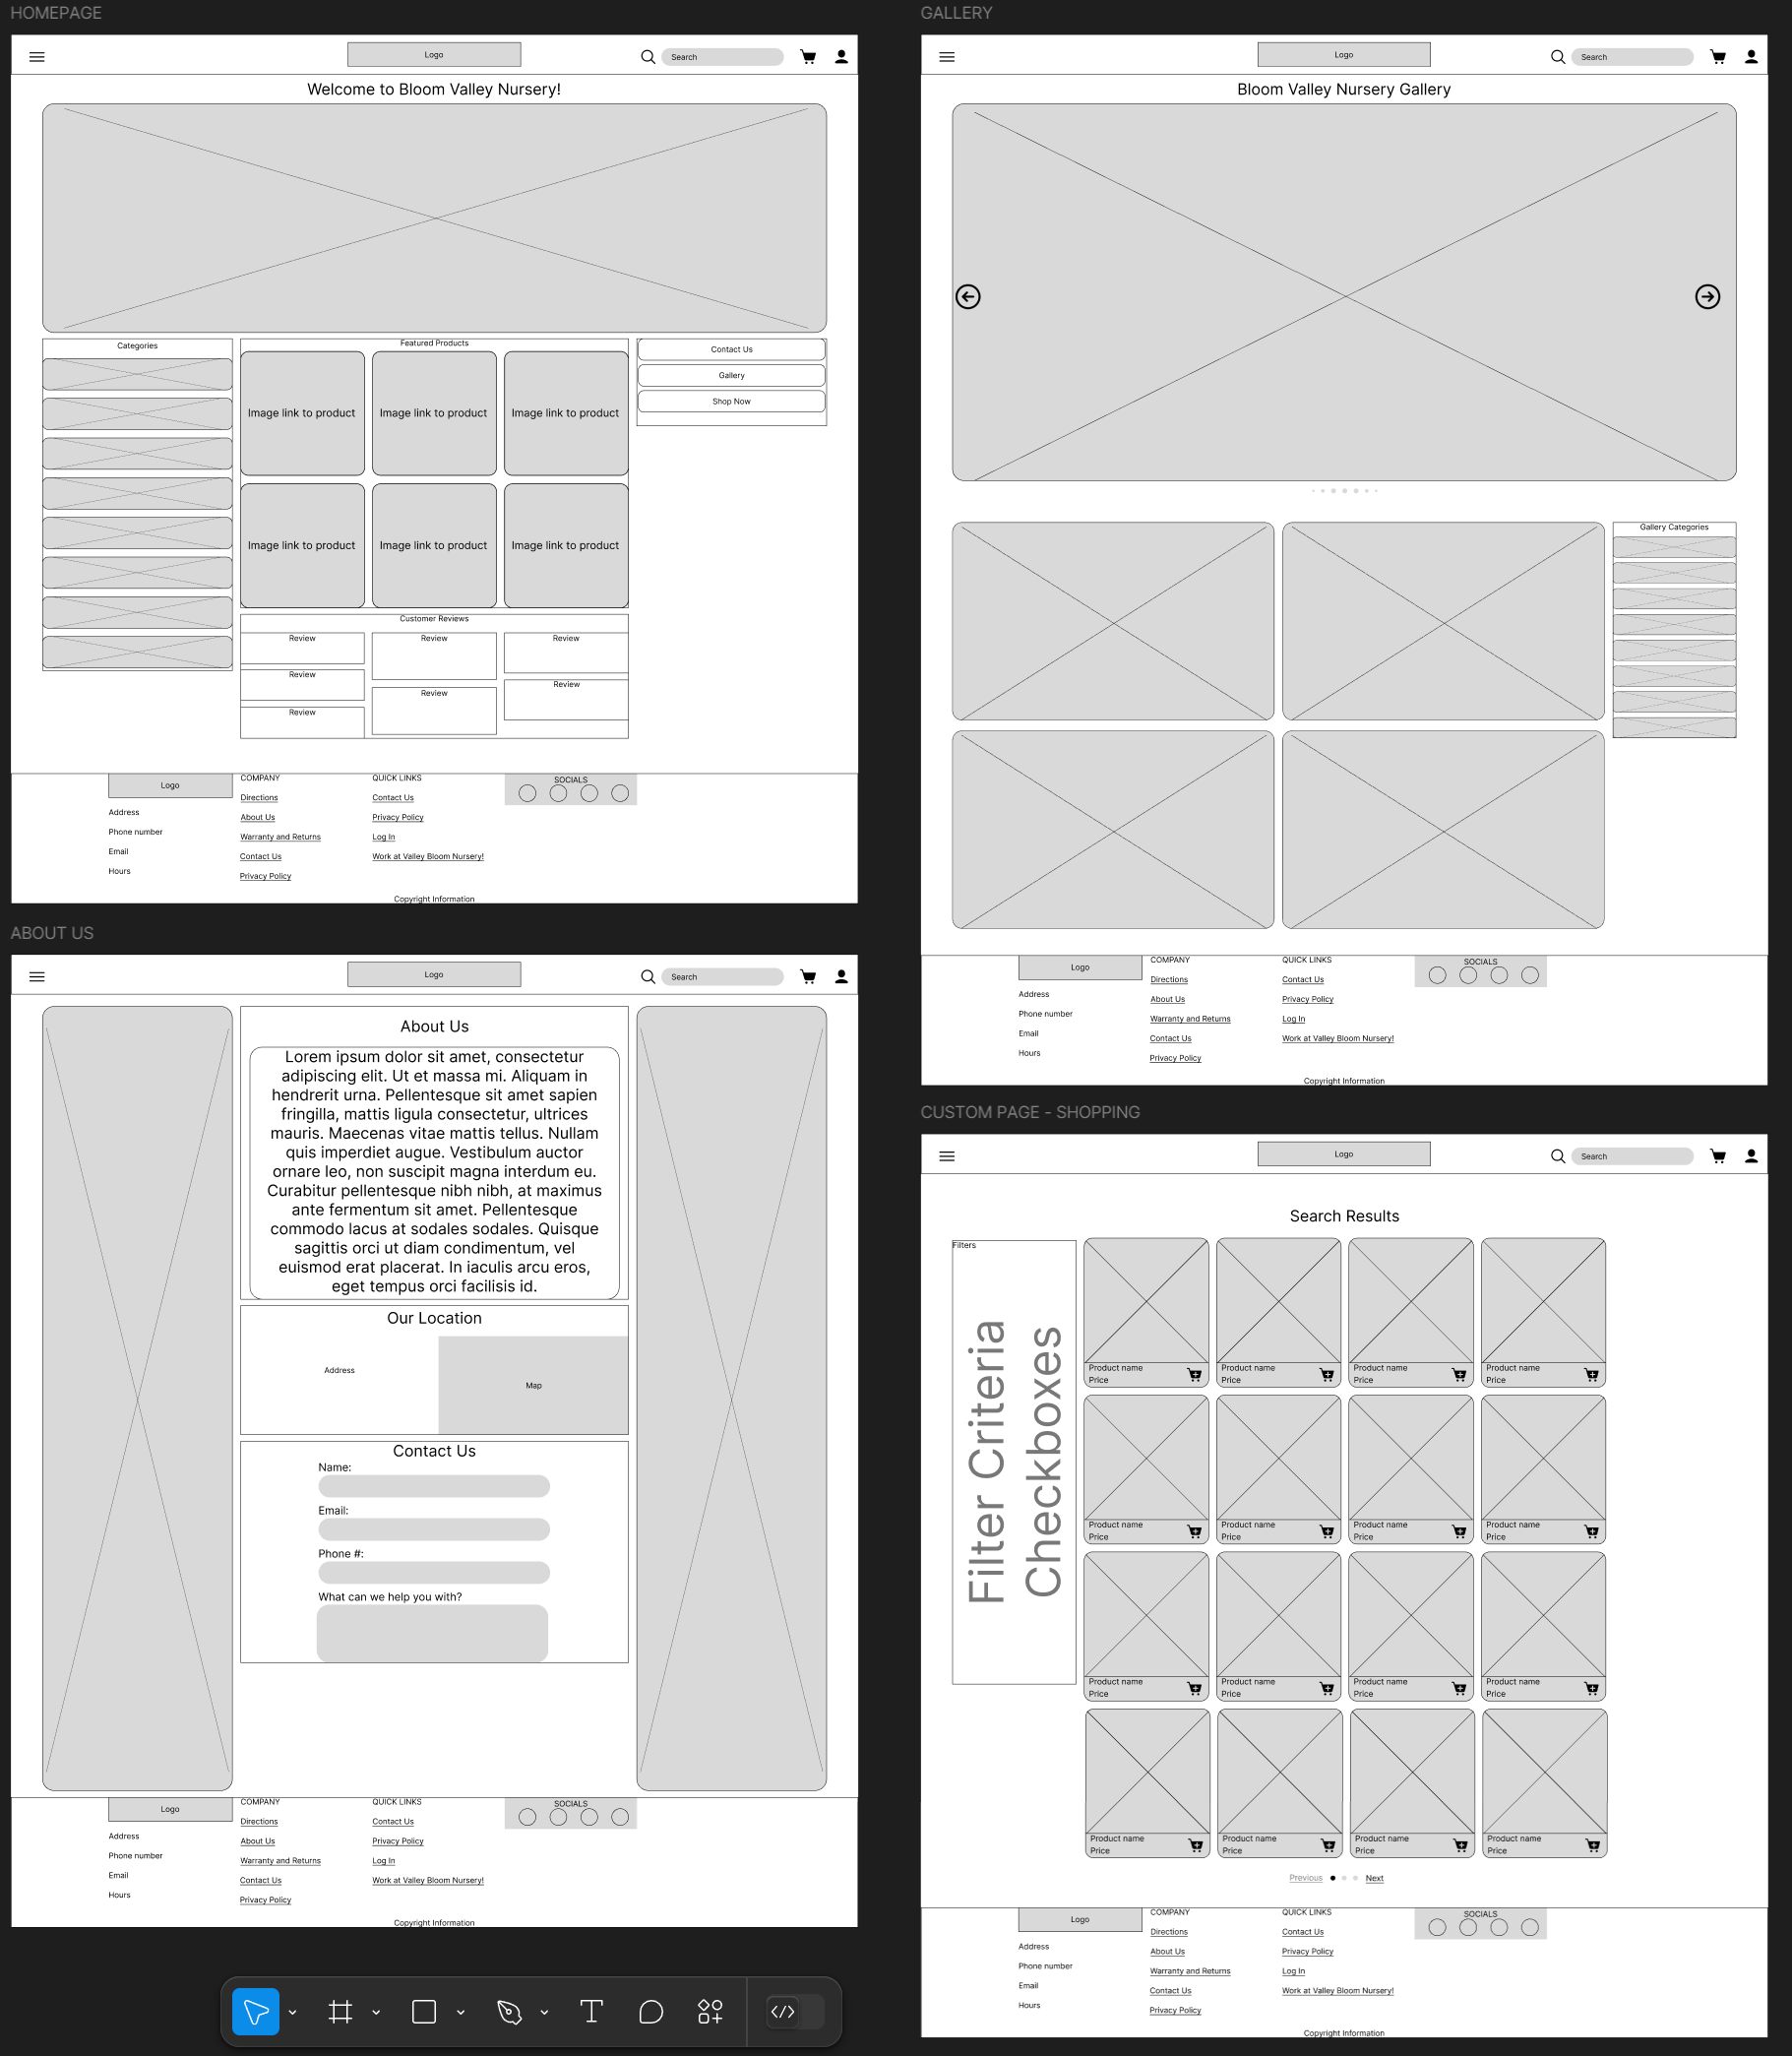 HOMEPAGE
Logo
Search
Welcome to Bloom Valley Nursery!
Categories
Featured Products
Image link to product
Image link to product
Image link to product
Image link to product
Image link to product
Image link to product
Contact Us
Gallery
Shop Now
Customer Reviews
Review
Review
Review
Review
Review
Review
Review
Logo
Address
Phone number
Email
Hours
COMPANY
Directions
About Us
Warranty and Returns
Contact Us
Privacy Policy
QUICK LINKS
Contact Us
Privacy Policy
Log In
Work at Valley Bloom Nursery!
SOCIALS
Copyright Information
ABOUT US
Logo
Search
About Us
Lorem ipsum dolor sit amet, consectetur
adipiscing elit. Ut et massa mi. Aliquam in
hendrerit urna. Pellentesque sit amet sapien
fringilla, mattis ligula consectetur, ultrices
mauris. Maecenas vitae mattis tellus. Nullam
quis imperdiet augue. Vestibulum auctor
ornare leo, non suscipit magna interdum eu.
Curabitur pellentesque nibh nibh, at maximus
ante fermentum sit amet. Pellentesque
commodo lacus at sodales sodales. Quisque
sagittis orci ut diam condimentum, vel
euismod erat placerat. In iaculis arcu eros,
eget tempus orci facilisis id.
Our Location
Address
Map
Contact Us
Name:
Email:
Phone #:
What can we help you with?
Logo
Address
Phone number
Email
Hours
COMPANY
Directions
About Us
Warranty and Returns
Contact Us
Privacy Policy
QUICK LINKS
Contact Us
Privacy Policy
Log In
Work at Valley Bloom Nursery!
SOCIALS
Copyright Information
GALLERY
Logo
Search
Bloom Valley Nursery Gallery
Gallery Categories
Logo
Address
Phone number
Email
Hours
COMPANY
Directions
About Us
Warranty and Returns
Contact Us
Privacy Policy
QUICK LINKS
Contact Us
Privacy Policy
Log In
Work at Valley Bloom Nursery!
SOCIALS
Copyright Information
CUSTOM PAGE - SHOPPING
Logo
Search
Search Results
Filters
Filter Criteria
Checkboxes
Product name
Price
Product name
Price
Product name
Price
Product name
Price
Product name
Price
Product name
Price
Product name
Price
Product name
Price
Product name
Price
Product name
Price
Product name
Price
Product name
Price
Product name
Price
Product name
Price
Product name
Price
Product name
Price
Previous
Next
Logo
Address
Phone number
Email
Hours
COMPANY
Directions
About Us
Warranty and Returns
Contact Us
Privacy Policy
QUICK LINKS
Contact Us
Privacy Policy
Log In
Work at Valley Bloom Nursery!
SOCIALS
Copyright Information